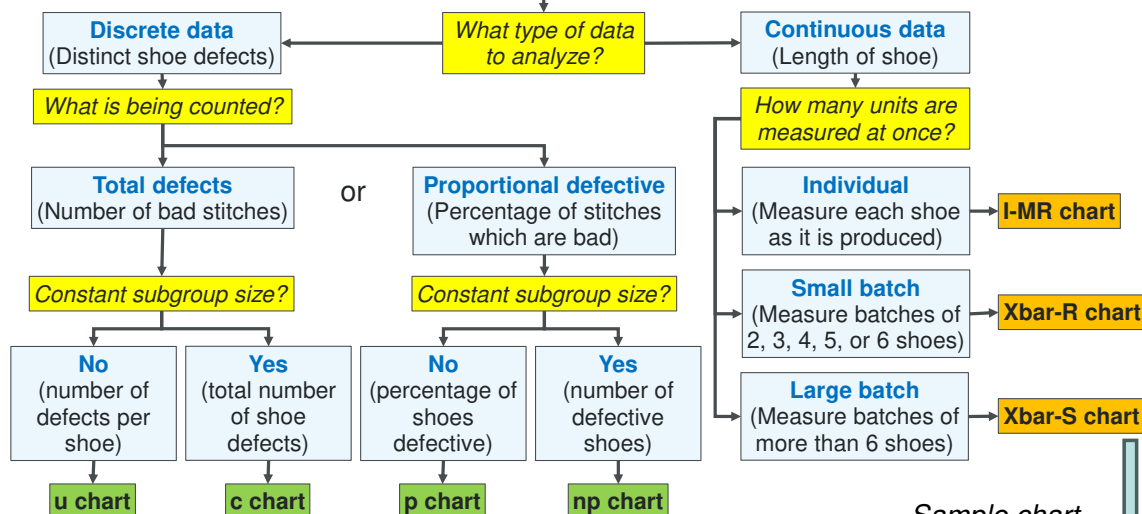 What type of data
to analyze?
Discrete data
(Distinct shoe defects)
Continuous data
(Length of shoe)
What is being counted?
How many units are
measured at once?
Total defects
(Number of bad stitches)
or
Proportional defective
(Percentage of stitches
which are bad)
Individual
(Measure each shoe
as it is produced)
I-MR chart
Constant subgroup size?
Constant subgroup size?
Small batch
(Measure batches of
2, 3, 4, 5, or 6 shoes)
Xbar-R chart
No
(number of
defects per
shoe)
Yes
(total number
of shoe
defects)
No
(percentage of
shoes
defective)
Yes
(number of
defective
shoes)
Large batch
(Measure batches of
more than 6 shoes)
Xbar-S chart
u chart
c chart
p chart
np chart
Sample chart